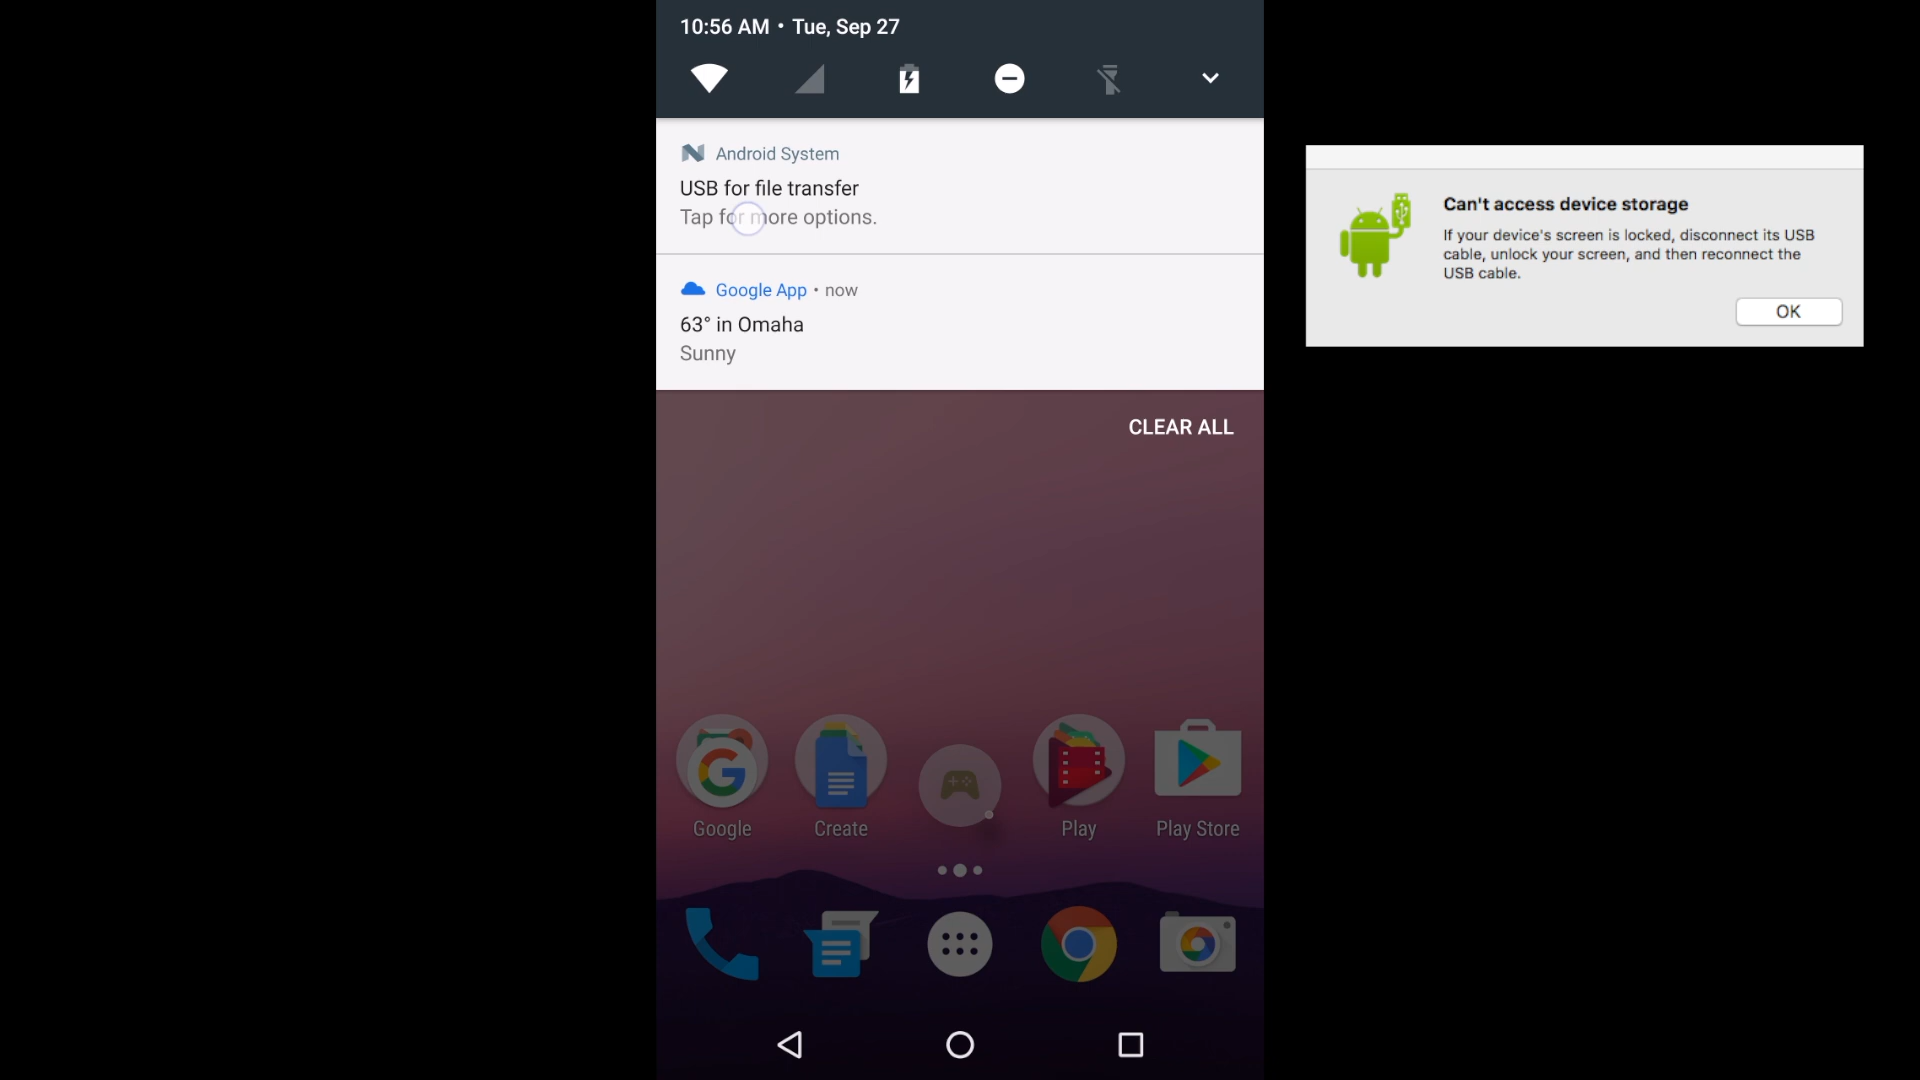 10:56 AM • Tue, Sep 27
Android System
USB for file transfer
Tap for more options.
Google App • now
63° in Omaha
Sunny
CLEAR ALL
Can't access device storage
If your device's screen is locked, disconnect its USB
cable, unlock your screen, and then reconnect the
USB cable.
OK
Google
Create
Play
Play Store